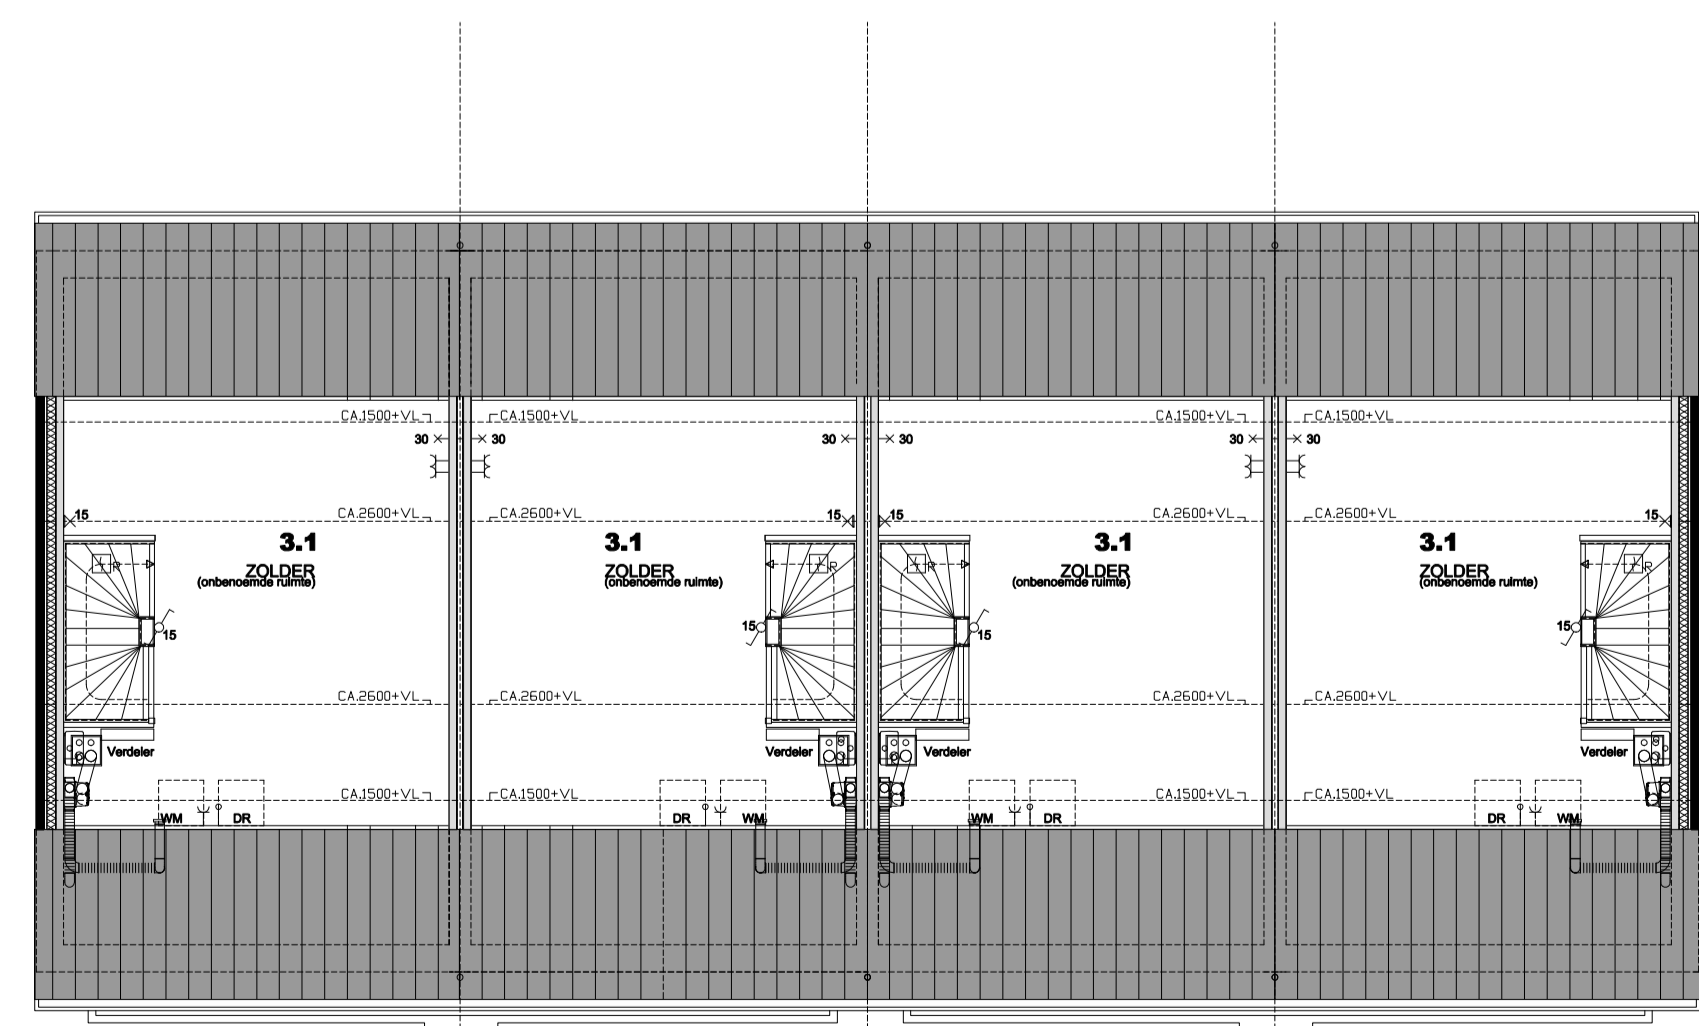 CA.1500+VL CA.1500+VL CA.1500+VL CA.1500+VL
30 30 30 30 30 30
CA.2600+VL CA.2600+VL CA.2600+VL CA.2600+VL
15 15 15 15
3.1 3.1 3.1 3.1
ZOLDER ZOLDER ZOLDER ZOLDER
(onbenoemde ruimte) (onbenoemde ruimte) (onbenoemde ruimte) (onbenoemde ruimte)
R R R R
15 15 15 15
CA.2600+VL CA.2600+VL CA.2600+VL CA.2600+VL
Verdeler Verdeler Verdeler Verdeler
CA.1500+VL CA.1500+VL CA.1500+VL CA.1500+VL
WM DR DR WM WM DR DR WM